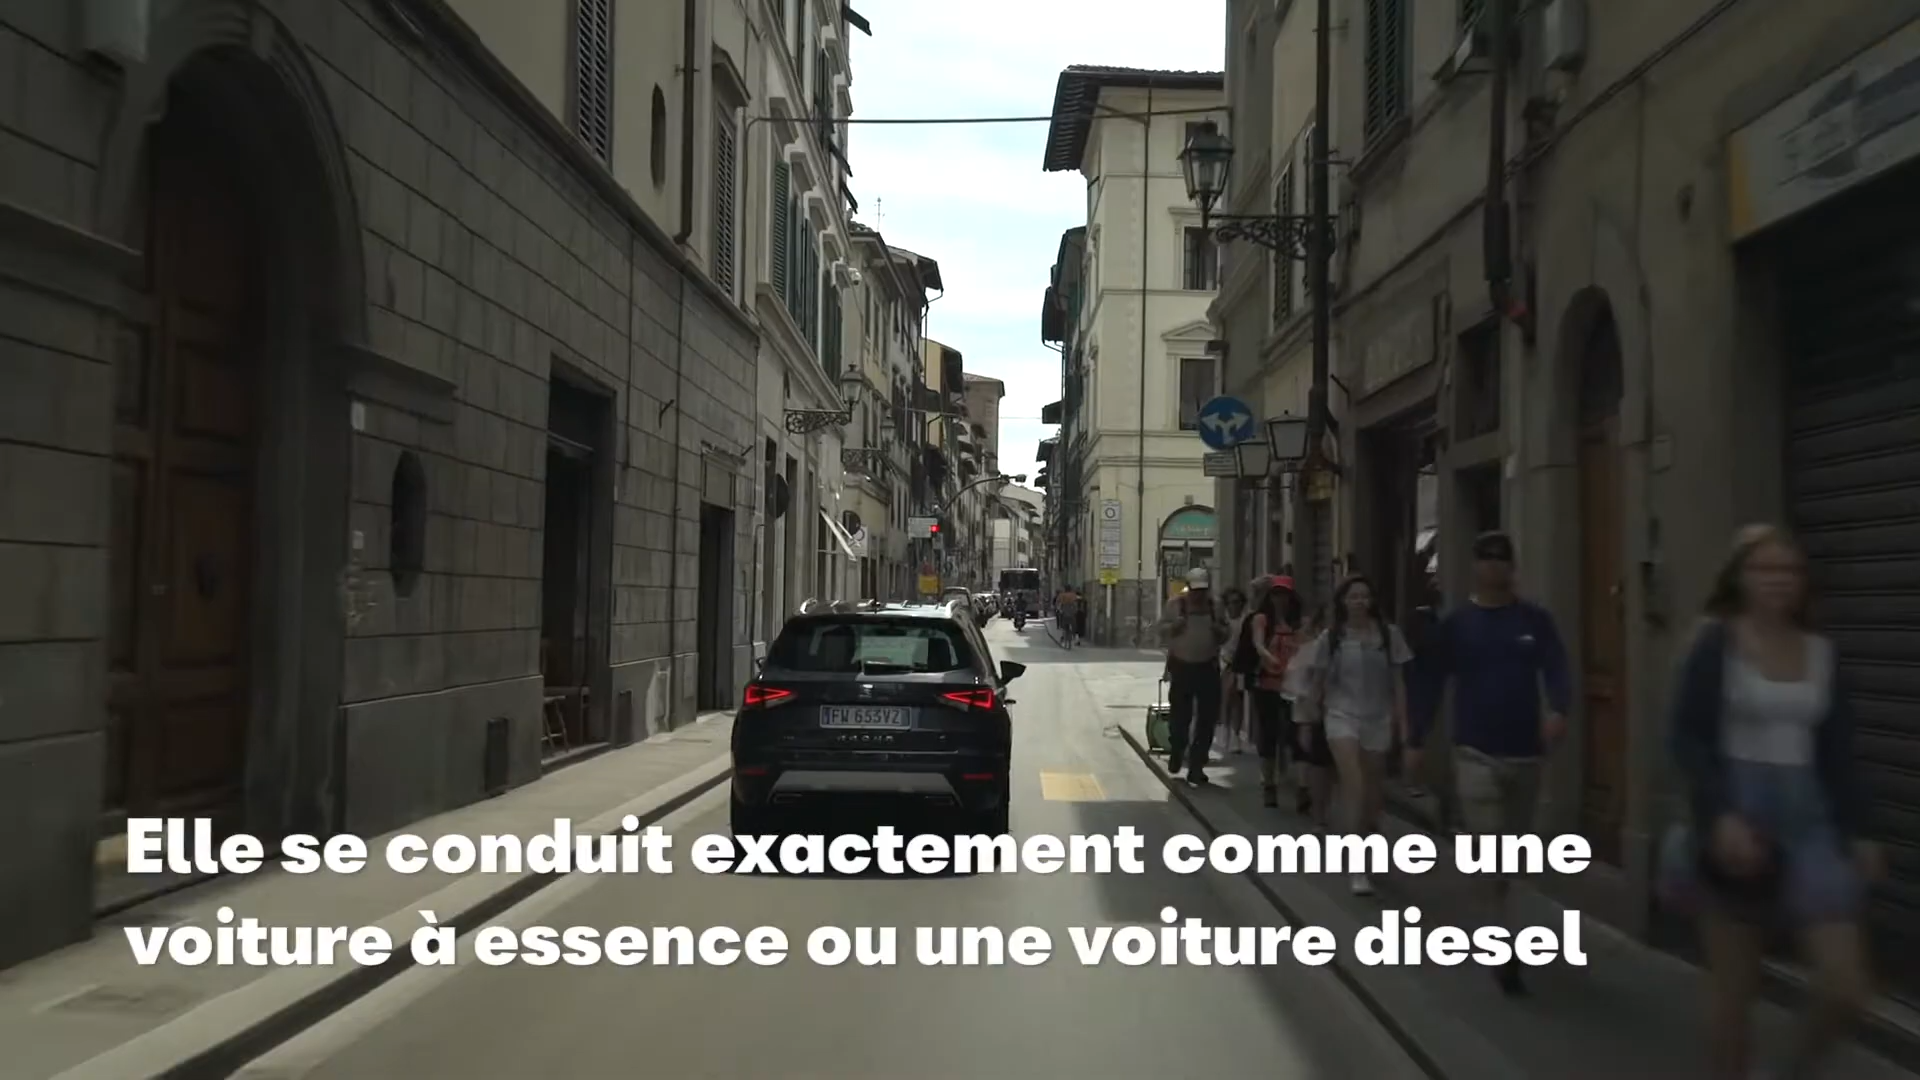 FW 653VZ
Elle se conduit exactement comme une
voiture à essence ou une voiture diesel